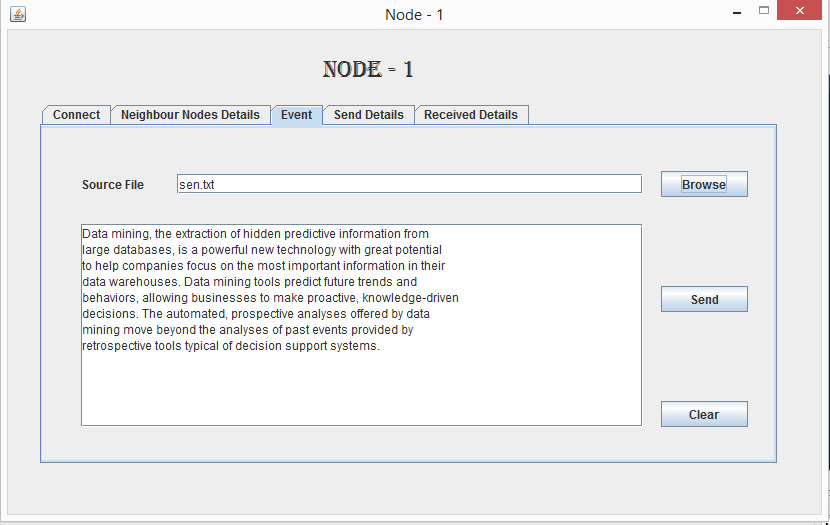 Node - 1
NODE - 1
Connect
Neighbour Nodes Details
Event
Send Details
Received Details
Source File
sen.txt
Browse
Data mining, the extraction of hidden predictive information from
large databases, is a powerful new technology with great potential
to help companies focus on the most important information in their
data warehouses. Data mining tools predict future trends and
behaviors, allowing businesses to make proactive, knowledge-driven
decisions. The automated, prospective analyses offered by data
mining move beyond the analyses of past events provided by
retrospective tools typical of decision support systems.
Send
Clear